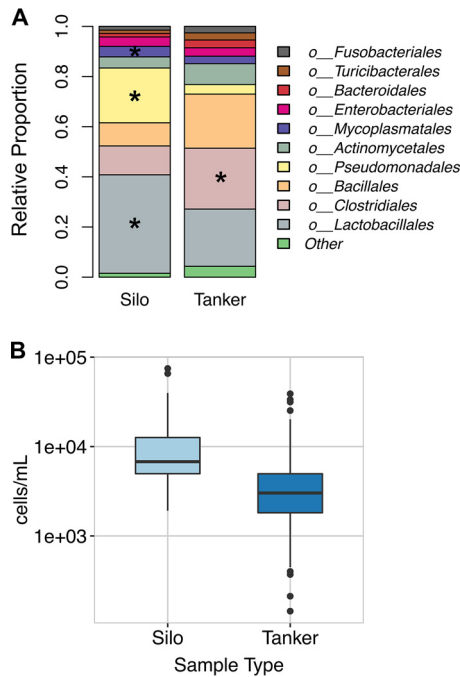 A
Relative Proportion
1.0
0.8
0.6
0.4
0.2
0.0
*
*
*
*
Silo
Tanker
o__Fusobacteriales
o__Turicibacterales
o__Bacteroidales
o__Enterobacteriales
o__Mycoplasmatales
o__Actinomycetales
o__Pseudomonadales
o__Bacillales
o__Clostridiales
o__Lactobacillales
Other
B
cells/mL
1e+05
1e+04
1e+03
Silo
Tanker
Sample Type